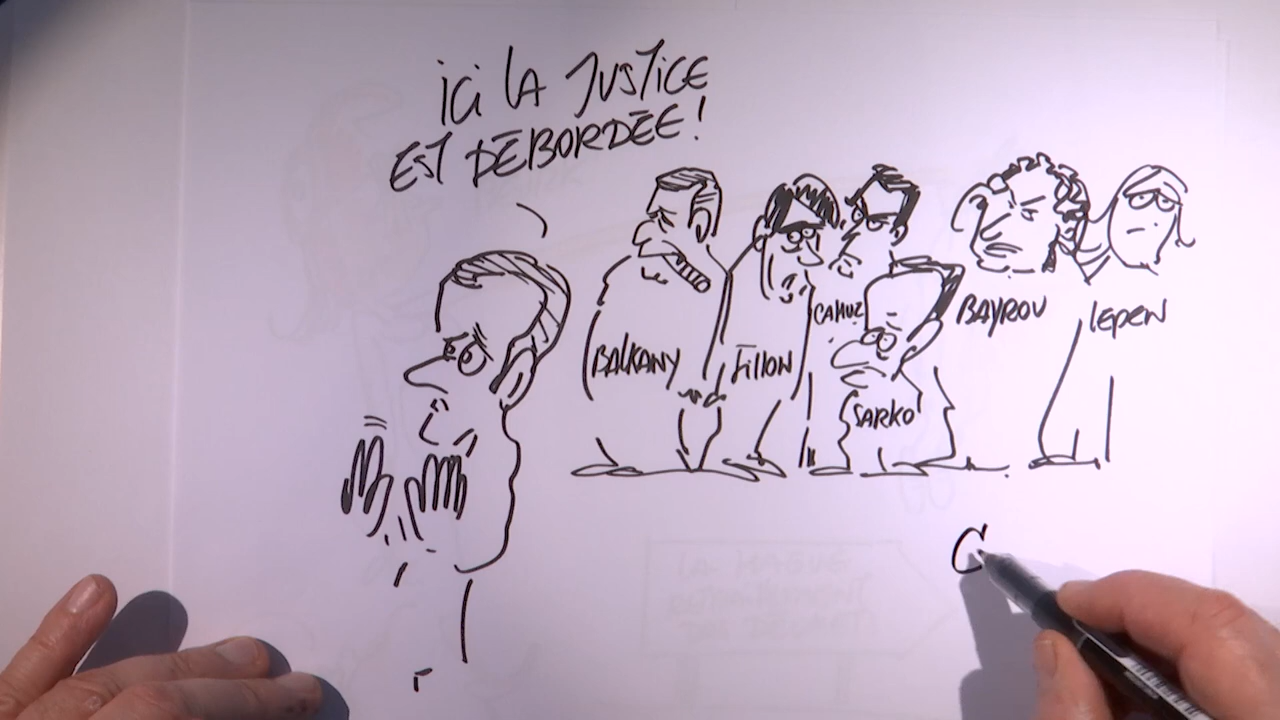 ICI LA JUSTICE
EST DÉBORDÉE !
BALKANY
FILLON
CAHUZ
SARKO
BAYROU
LEPEN
C